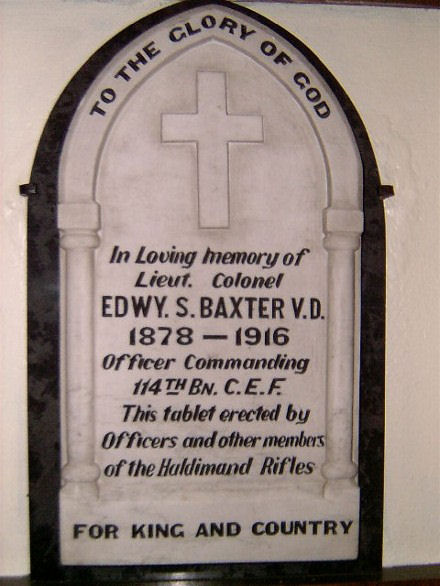 TO THE GLORY OF GOD
In Loving memory of
Lieut. Colonel
EDWY. S. BAXTER V.D.
1878 — 1916
Officer Commanding
114TH BN. C.E.F.
This tablet erected by
Officers and other members
of the Haldimand Rifles
FOR KING AND COUNTRY